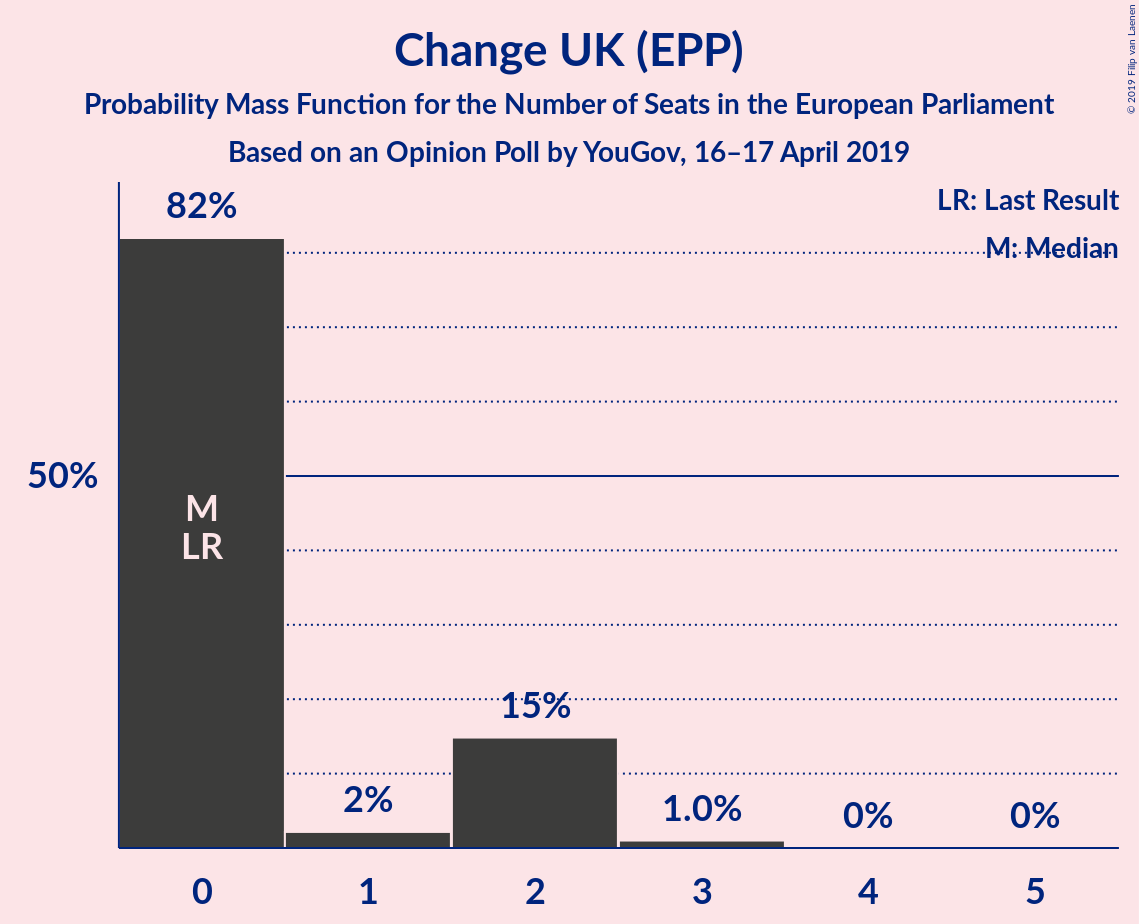 Change UK (EPP)
Probability Mass Function for the Number of Seats in the European Parliament
Based on an Opinion Poll by YouGov, 16–17 April 2019
© 2019 Filip van Laenen
LR: Last Result
M: Median
82%
50%
M
LR
15%
2%
1.0%
0%
0%
0
1
2
3
4
5